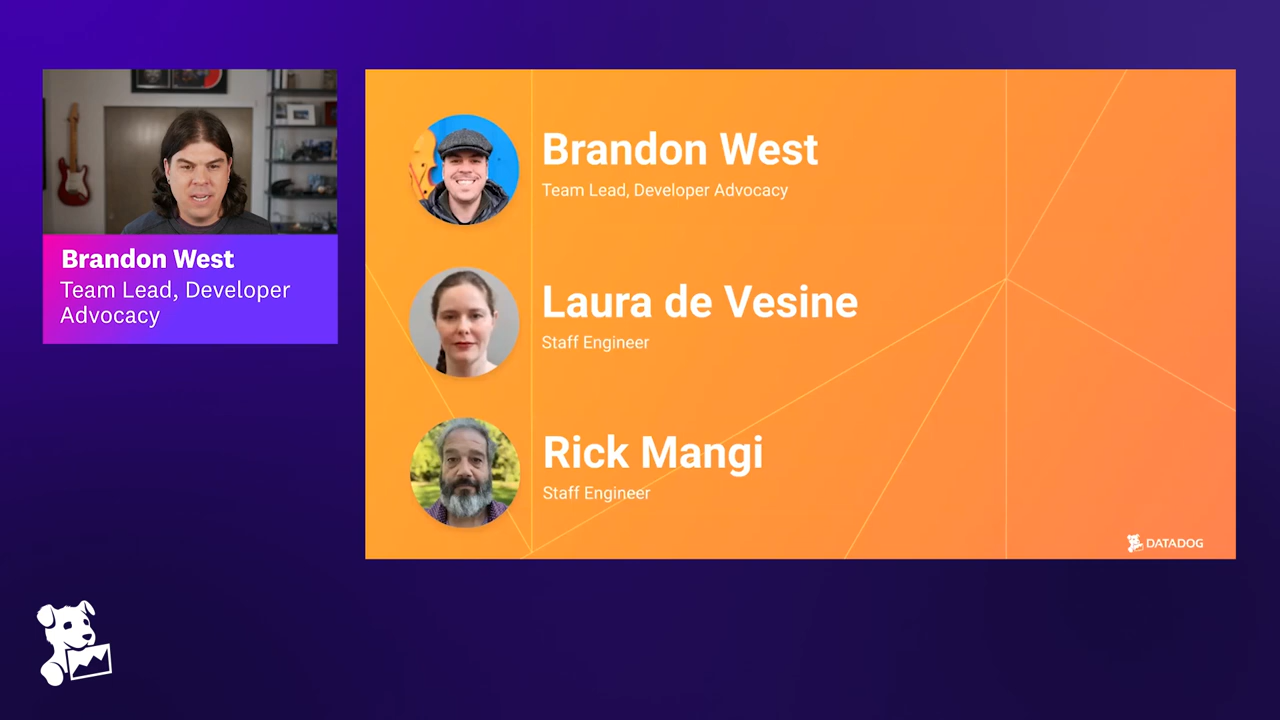 Brandon West
Team Lead, Developer
Advocacy
Brandon West
Team Lead, Developer Advocacy
Laura de Vesine
Staff Engineer
Rick Mangi
Staff Engineer
DATADOG